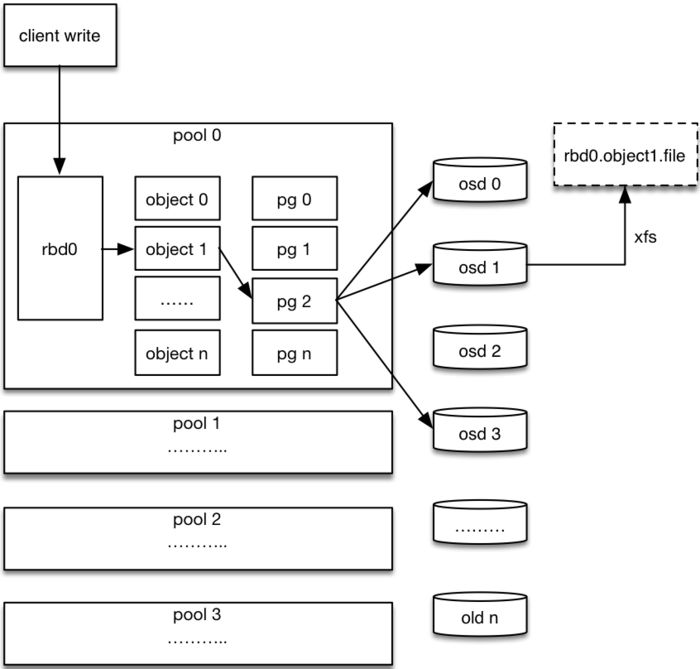 client write
pool 0
rbd0
object 0
object 1
......
object n
pg 0
pg 1
pg 2
pg n
osd 0
osd 1
osd 2
osd 3
.........
old n
rbd0.object1.file
xfs
pool 1
...........
pool 2
...........
pool 3
...........